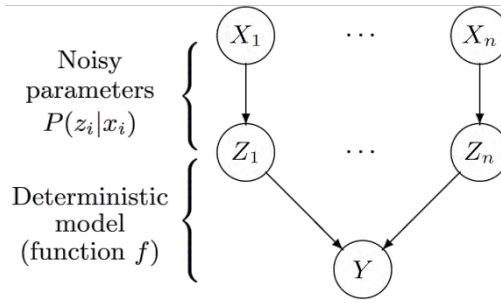 X₁ ⋯ Xₙ
Noisy
parameters
P(zᵢ|xᵢ)
Z₁ ⋯ Zₙ
Deterministic
model
(function f)
Y